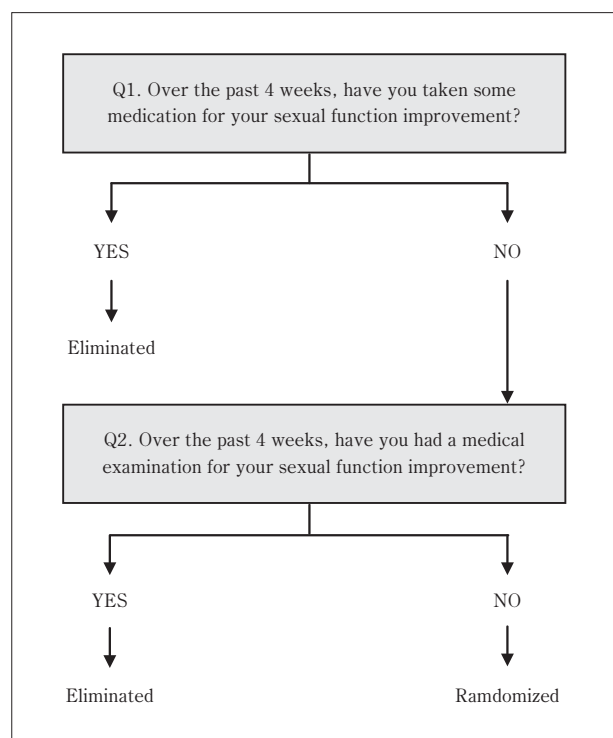 Q1. Over the past 4 weeks, have you taken some
medication for your sexual function improvement?
YES
NO
Eliminated
Q2. Over the past 4 weeks, have you had a medical
examination for your sexual function improvement?
YES
NO
Eliminated
Ramdomized